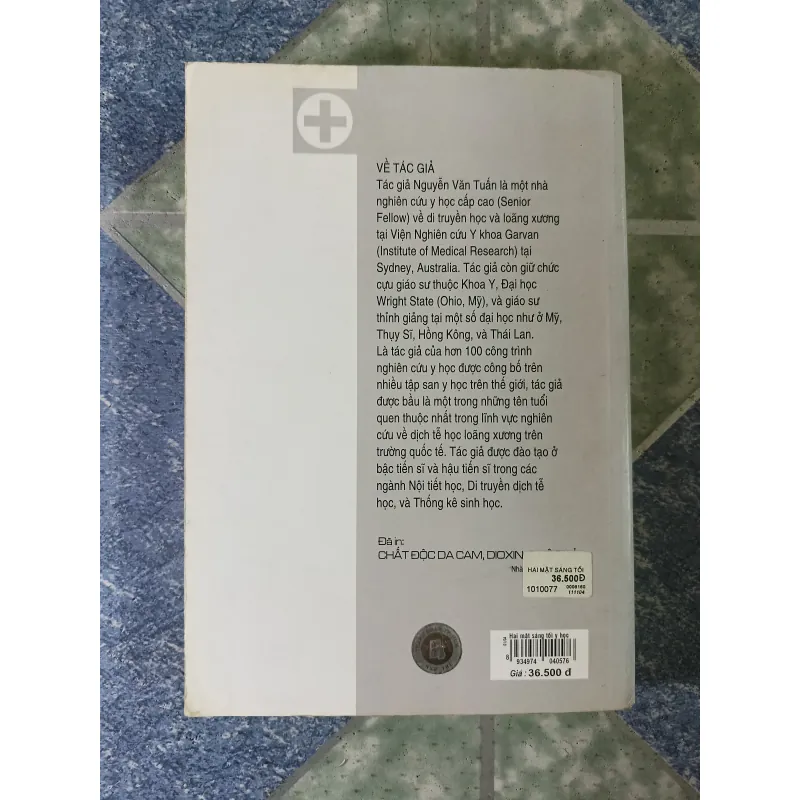 VỀ TÁC GIẢ
Tác giả Nguyễn Văn Tuấn là một nhà
nghiên cứu y học cấp cao (Senior
Fellow) về di truyền học và loãng xương
tại Viện Nghiên cứu Y khoa Garvan
(Institute of Medical Research) tại
Sydney, Australia. Tác giả còn giữ chức
cựu giáo sư thuộc Khoa Y, Đại học
Wright State (Ohio, Mỹ), và giáo sư
thỉnh giảng tại một số đại học như ở Mỹ,
Thụy Sĩ, Hồng Kông, và Thái Lan.
Là tác giả của hơn 100 công trình
nghiên cứu y học được công bố trên
nhiều tập san y học trên thế giới, tác giả
được bầu là một trong những tên tuổi
quen thuộc nhất trong lĩnh vực nghiên
cứu về dịch tễ học loãng xương trên
trường quốc tế. Tác giả được đào tạo ở
bậc tiến sĩ và hậu tiến sĩ trong các
ngành Nội tiết học, Di truyền dịch tễ
học, và Thống kê sinh học.
Đã in:
CHẤT ĐỘC DA CAM, DIOXIN
Nhà
HAI MẶT SÁNG TỐI
36.500Đ
1010077
111104
Hai mặt sáng tối y học
8 934974 040576
Giá : 36.500 đ